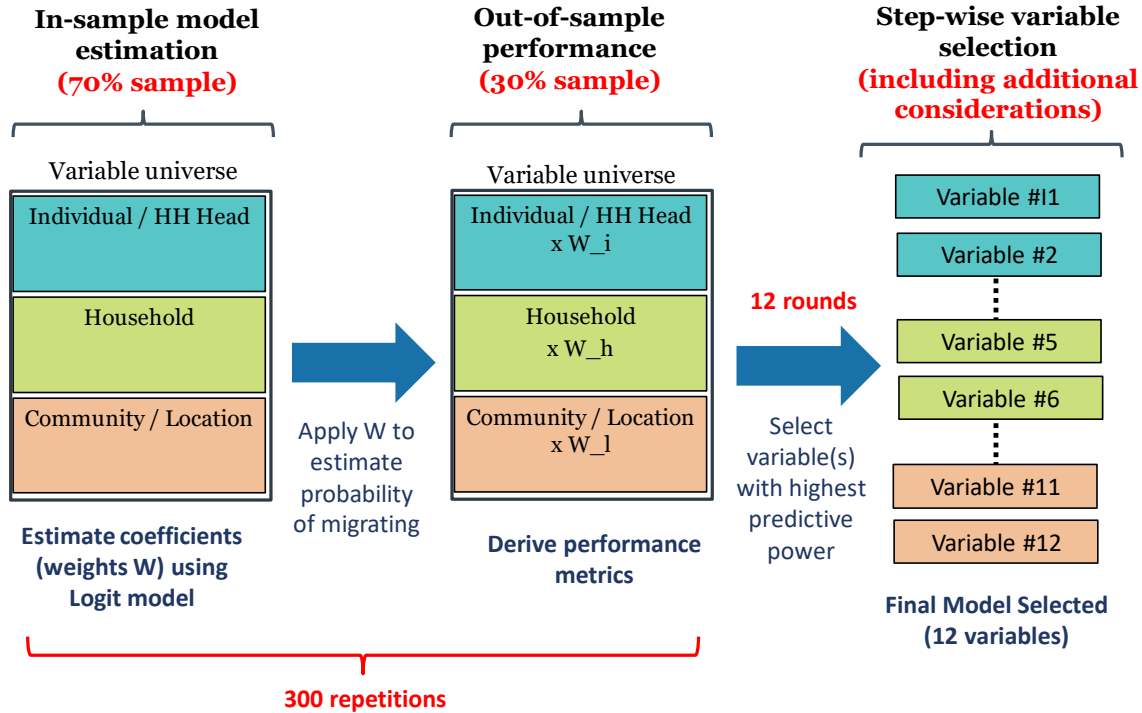 In-sample model
estimation
(70% sample)
Variable universe
Individual / HH Head
Household
Community / Location
Estimate coefficients
(weights W) using
Logit model
Apply W to
estimate
probability
of migrating
Out-of-sample
performance
(30% sample)
Variable universe
Individual / HH Head
x W_i
Household
x W_h
Community / Location
x W_l
Derive performance
metrics
300 repetitions
12 rounds
Select
variable(s)
with highest
predictive
power
Step-wise variable
selection
(including additional
considerations)
Variable #I1
Variable #2
Variable #5
Variable #6
Variable #11
Variable #12
Final Model Selected
(12 variables)